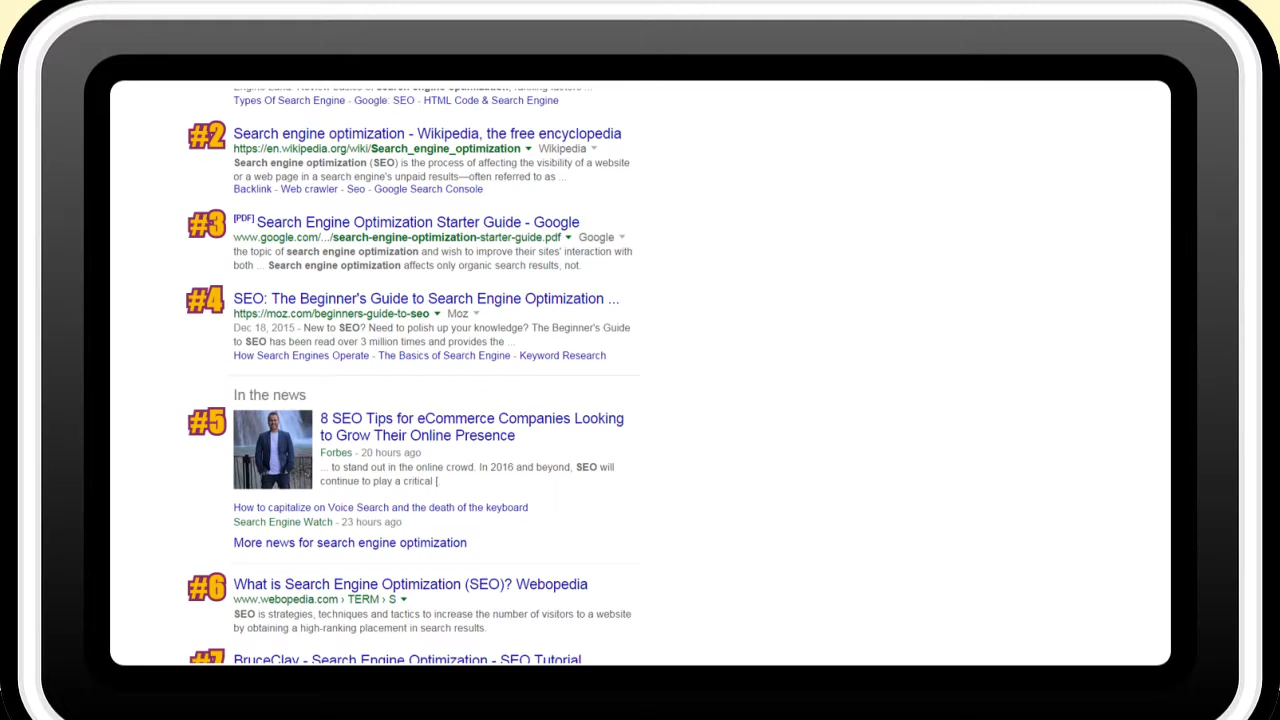 Engine Land. Review basics of search engine optimization, ranking factors ...
Types Of Search Engine - Google: SEO - HTML Code & Search Engine
#2
Search engine optimization - Wikipedia, the free encyclopedia
https://en.wikipedia.org/wiki/Search_engine_optimization Wikipedia
Search engine optimization (SEO) is the process of affecting the visibility of a website
or a web page in a search engine's unpaid results—often referred to as ...
Backlink - Web crawler - Seo - Google Search Console
#3
[PDF] Search Engine Optimization Starter Guide - Google
www.google.com/.../search-engine-optimization-starter-guide.pdf Google
the topic of search engine optimization and wish to improve their sites' interaction with
both ... Search engine optimization affects only organic search results, not.
#4
SEO: The Beginner's Guide to Search Engine Optimization ...
https://moz.com/beginners-guide-to-seo Moz
Dec 18, 2015 - New to SEO? Need to polish up your knowledge? The Beginner's Guide
to SEO has been read over 3 million times and provides the ...
How Search Engines Operate - The Basics of Search Engine - Keyword Research
In the news
#5
8 SEO Tips for eCommerce Companies Looking
to Grow Their Online Presence
Forbes - 20 hours ago
... to stand out in the online crowd. In 2016 and beyond, SEO will
continue to play a critical [.
How to capitalize on Voice Search and the death of the keyboard
Search Engine Watch - 23 hours ago
More news for search engine optimization
#6
What is Search Engine Optimization (SEO)? Webopedia
www.webopedia.com › TERM › S
SEO is strategies, techniques and tactics to increase the number of visitors to a website
by obtaining a high-ranking placement in search results.
#7
BruceClay - Search Engine Optimization - SEO Tutorial